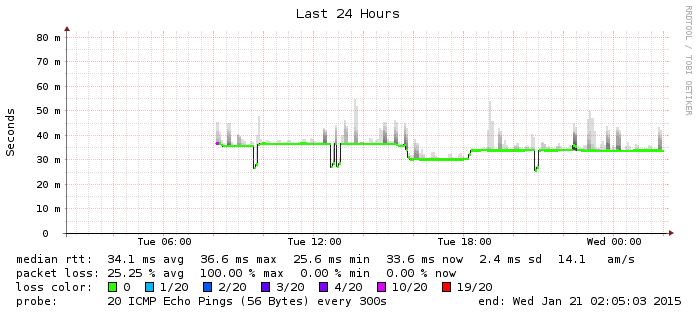 Last 24 Hours
RRDTOOL / TOBI OETIKER
Seconds
80 m
70 m
60 m
50 m
40 m
30 m
20 m
10 m
0
Tue 06:00 Tue 12:00 Tue 18:00 Wed 00:00
median rtt: 34.1 ms avg 36.6 ms max 25.6 ms min 33.6 ms now 2.4 ms sd 14.1 am/s
packet loss: 25.25 % avg 100.00 % max 0.00 % min 0.00 % now
loss color: 0 1/20 2/20 3/20 4/20 10/20 19/20
probe: 20 ICMP Echo Pings (56 Bytes) every 300s end: Wed Jan 21 02:05:03 2015